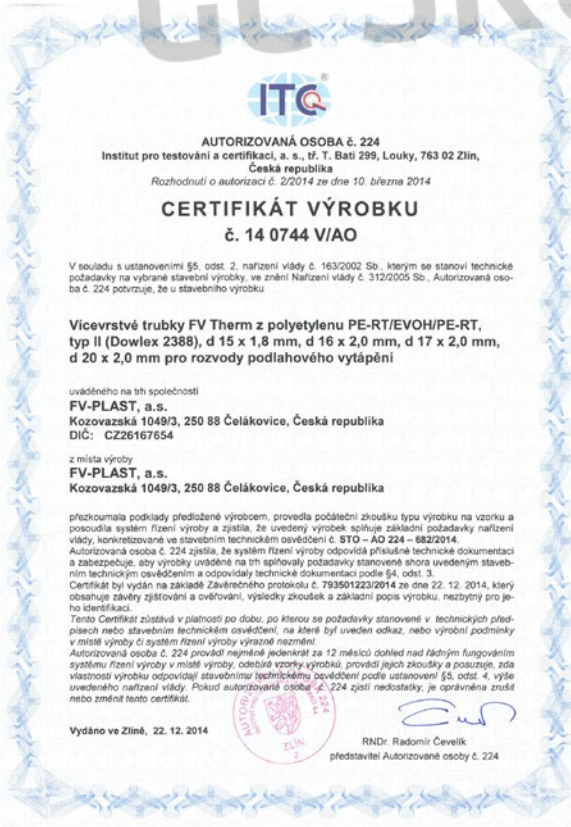 ITC
®
AUTORIZOVANÁ OSOBA č. 224
Institut pro testování a certifikaci, a. s., tř. T. Bati 299, Louky, 763 02 Zlín,
Česká republika
Rozhodnutí o autorizaci č. 2/2014 ze dne 10. března 2014
CERTIFIKÁT VÝROBKU
č. 14 0744 V/AO
V souladu s ustanoveními §5, odst. 2, nařízení vlády č. 163/2002 Sb., kterým se stanoví technické
požadavky na vybrané stavební výrobky, ve znění Nařízení vlády č. 312/2005 Sb., Autorizovaná oso-
ba č. 224 potvrzuje, že u stavebního výrobku
Vícevrstvé trubky FV Therm z polyetylenu PE-RT/EVOH/PE-RT,
typ II (Dowlex 2388), d 15 x 1,8 mm, d 16 x 2,0 mm, d 17 x 2,0 mm,
d 20 x 2,0 mm pro rozvody podlahového vytápění
uváděného na trh společností
FV-PLAST, a.s.
Kozovazská 1049/3, 250 88 Čelákovice, Česká republika
DIČ: CZ26167654
z místa výroby
FV-PLAST, a.s.
Kozovazská 1049/3, 250 88 Čelákovice, Česká republika
přezkoumala podklady předložené výrobcem, provedla počáteční zkoušku typu výrobku na vzorku a
posoudila systém řízení výroby a zjistila, že uvedený výrobek splňuje základní požadavky nařízení
vlády, konkretizované ve stavebním technickém osvědčení č. STO – AO 224 – 682/2014.
Autorizovaná osoba č. 224 zjistila, že systém řízení výroby odpovídá příslušné technické dokumentaci
a zabezpečuje, aby výrobky uváděné na trh splňovaly požadavky stanovené shora uvedeným staveb-
ním technickým osvědčením a odpovídaly technické dokumentaci podle §4, odst. 3.
Certifikát byl vydán na základě Závěrečného protokolu č. 793501223/2014 ze dne 22. 12. 2014, který
obsahuje závěry zjišťování a ověřování, výsledky zkoušek a základní popis výrobku, nezbytný pro je-
ho identifikaci.
Tento Certifikát zůstává v platnosti po dobu, po kterou se požadavky stanovené v technických před-
pisech nebo stavebním technickém osvědčení, na které byl uveden odkaz, nebo výrobní podmínky
v místě výroby či systém řízení výroby výrazně nezmění.
Autorizovaná osoba č. 224 provádí nejméně jedenkrát za 12 měsíců dohled nad řádným fungováním
systému řízení výroby v místě výroby, odebírá vzorky výrobků, provádí jejich zkoušky a posuzuje, zda
vlastnosti výrobku odpovídají stavebnímu technickému osvědčení podle ustanovení §5, odst. 4, výše
uvedeného nařízení vlády. Pokud autorizovaná osoba č. 224 zjistí nedostatky, je oprávněna zrušit
nebo změnit tento certifikát.
Vydáno ve Zlíně, 22. 12. 2014
ZLÍN
2
RNDr. Radomír Čevelík
představitel Autorizované osoby č. 224